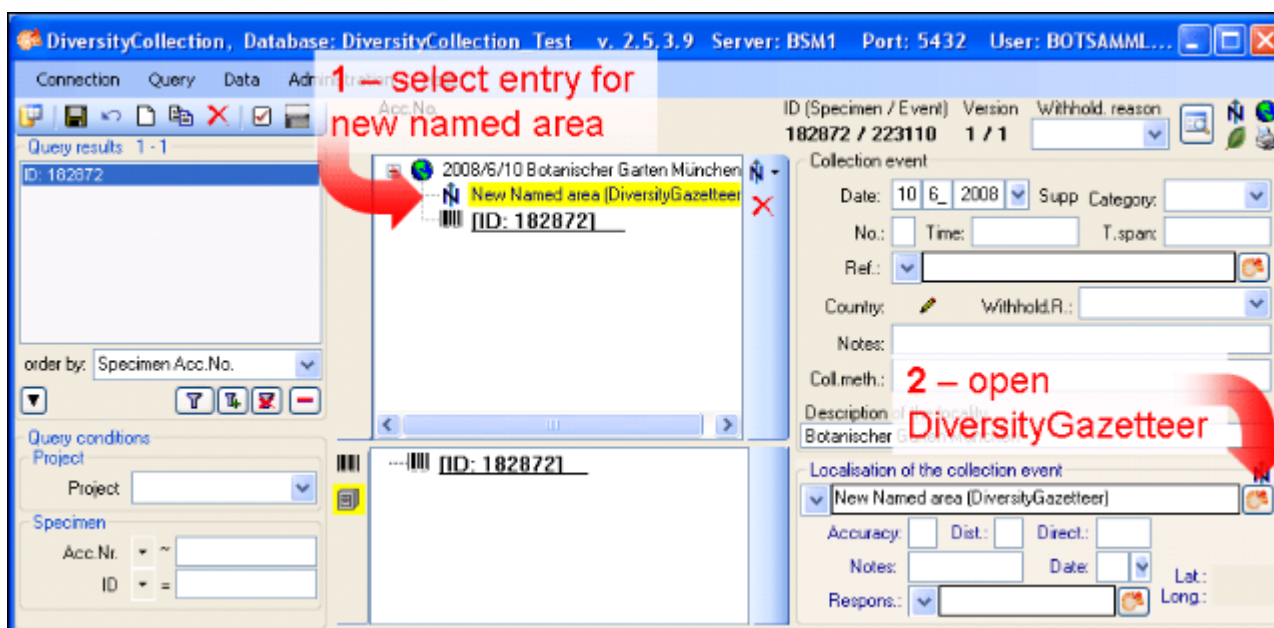 DiversityCollection, Database: DiversityCollection_Test v. 2.5.3.9 Server: BSM1 Port: 5432 User: BOTSAMML...
Connection Query Data
1 – select entry for
new named area
Acc.No.
ID (Specimen / Event) Version Withhold. reason
182872 / 223110 1 / 1
Query results 1 - 1
ID: 182872
2008/6/10 Botanischer Garten München
New Named area (DiversityGazetteer
[ID: 182872]
order by: Specimen Acc.No.
Query conditions
Project
Project
Specimen
Acc.Nr. ~
ID =
[ID: 182872]
Collection event
Date: 10 6_ 2008 Supp Category:
No.: Time: T.span:
Ref.:
Country: Withhold.R.:
Notes:
Coll.meth.:
2 – open
DiversityGazetteer
Description
Botanischer
Localisation of the collection event
New Named area (DiversityGazetteer)
Accuracy: Dist.: Direct.:
Notes: Date: Lat.:
Respons.: Long.: